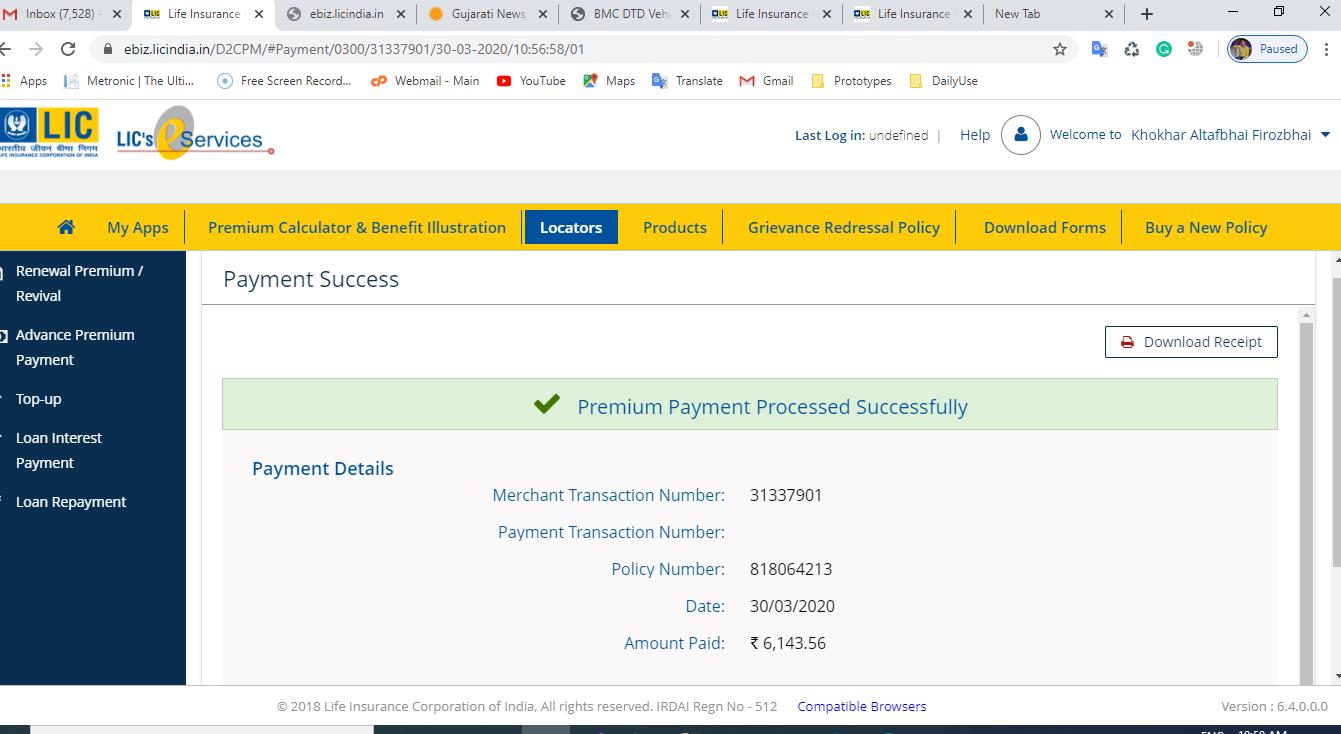 Inbox (7,528) -
Life Insurance
ebiz.licindia.in
Gujarati News,
BMC DTD Vehi
Life Insurance
Life Insurance
New Tab
ebiz.licindia.in/D2CPM/#Payment/0300/31337901/30-03-2020/10:56:58/01
Paused
Apps
Metronic | The Ulti...
Free Screen Record...
Webmail - Main
YouTube
Maps
Translate
Gmail
Prototypes
DailyUse
LIC
भारतीय जीवन बीमा निगम
LIFE INSURANCE CORPORATION OF INDIA
LIC's eServices
Last Log in: undefined |
Help
Welcome to Khokhar Altafbhai Firozbhai
My Apps
Premium Calculator & Benefit Illustration
Locators
Products
Grievance Redressal Policy
Download Forms
Buy a New Policy
Renewal Premium /
Revival
Advance Premium
Payment
Top-up
Loan Interest
Payment
Loan Repayment
Payment Success
Download Receipt
Premium Payment Processed Successfully
Payment Details
Merchant Transaction Number: 31337901
Payment Transaction Number:
Policy Number: 818064213
Date: 30/03/2020
Amount Paid: ₹ 6,143.56
© 2018 Life Insurance Corporation of India, All rights reserved. IRDAI Regn No - 512
Compatible Browsers
Version : 6.4.0.0.0